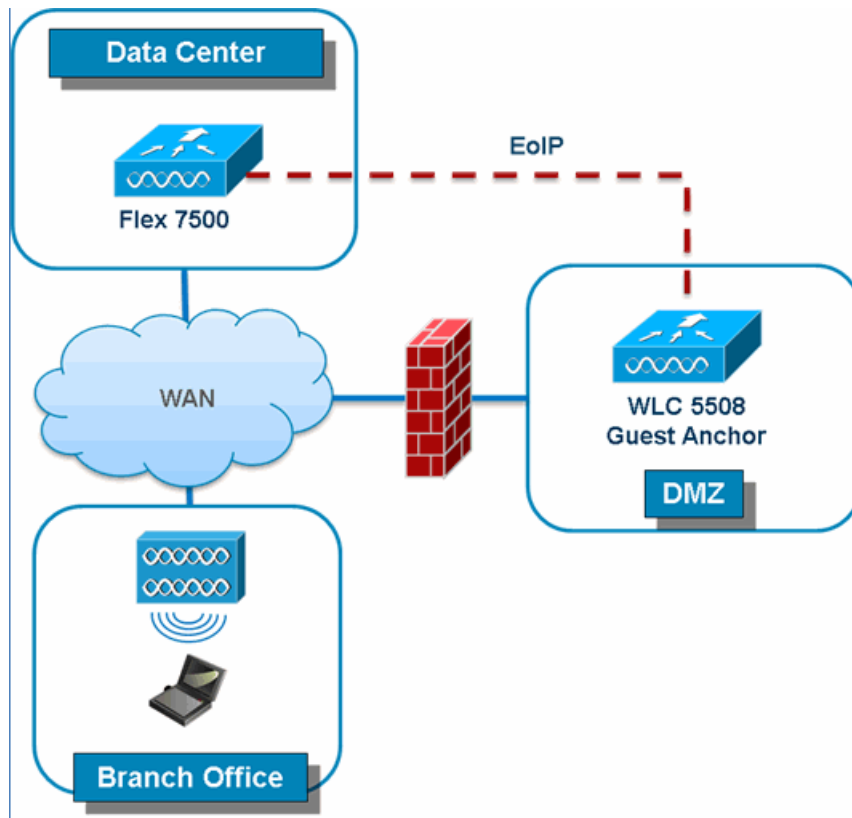 Data Center
EoIP
Flex 7500
WAN
WLC 5508
Guest Anchor
DMZ
Branch Office